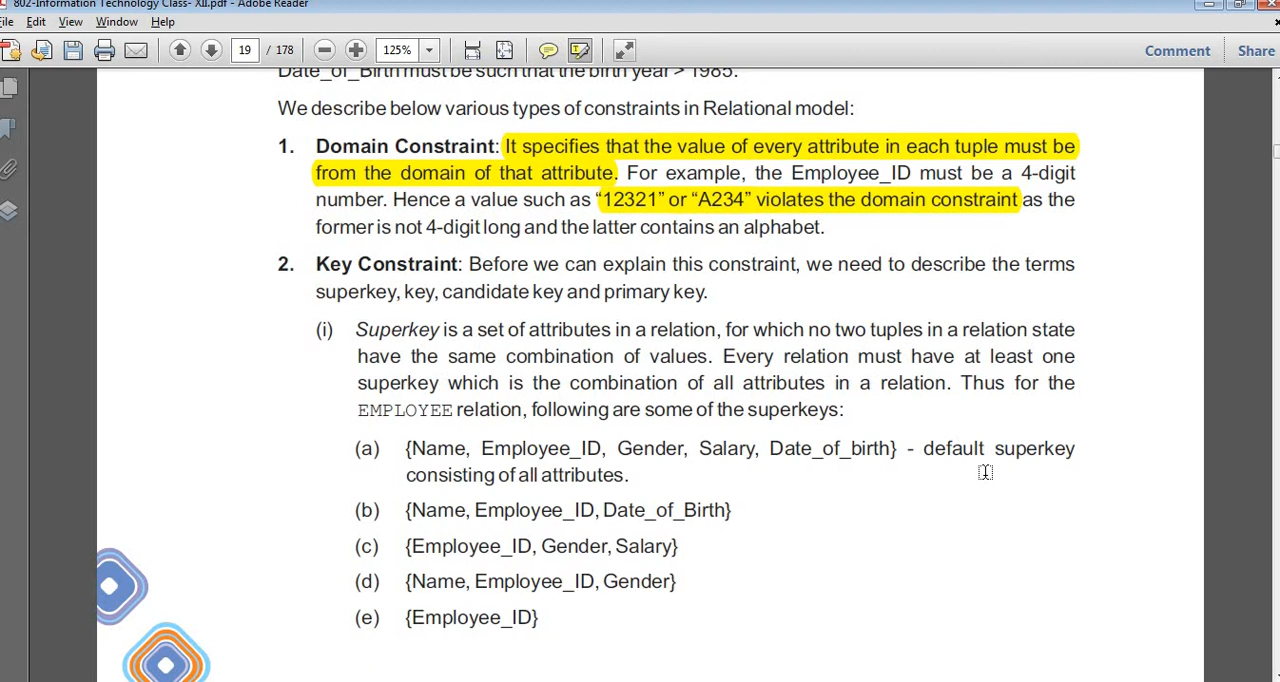 802-Information Technology Class- XII.pdf - Adobe Reader
File Edit View Window Help
19 / 178 125% Comment Share
Date_of_Birth must be such that the birth year > 1985.
We describe below various types of constraints in Relational model:
1. Domain Constraint: It specifies that the value of every attribute in each tuple must be
from the domain of that attribute. For example, the Employee_ID must be a 4-digit
number. Hence a value such as “12321” or “A234” violates the domain constraint as the
former is not 4-digit long and the latter contains an alphabet.
2. Key Constraint: Before we can explain this constraint, we need to describe the terms
superkey, key, candidate key and primary key.
(i) Superkey is a set of attributes in a relation, for which no two tuples in a relation state
have the same combination of values. Every relation must have at least one
superkey which is the combination of all attributes in a relation. Thus for the
EMPLOYEE relation, following are some of the superkeys:
(a) {Name, Employee_ID, Gender, Salary, Date_of_birth} - default superkey
consisting of all attributes.
(b) {Name, Employee_ID, Date_of_Birth}
(c) {Employee_ID, Gender, Salary}
(d) {Name, Employee_ID, Gender}
(e) {Employee_ID}